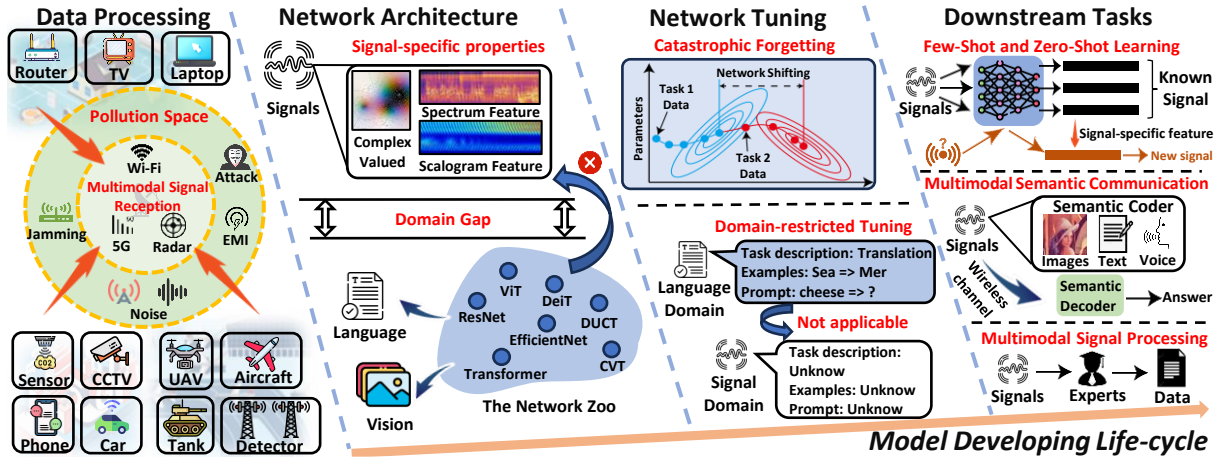 Data Processing
Router
TV
Laptop
Pollution Space
Wi-Fi
Attack
Multimodal Signal
Reception
Jamming
5G
5G
Radar
EMI
Noise
CO2
Sensor
CCTV
UAV
Aircraft
Phone
Car
Tank
Detector
Network Architecture
Signal-specific properties
Signals
Complex
Valued
Spectrum Feature
Scalogram Feature
Domain Gap
Language
Vision
ViT
DeiT
ResNet
DUCT
EfficientNet
Transformer
CVT
The Network Zoo
Network Tuning
Catastrophic Forgetting
Parameters
Network Shifting
Task 1
Data
Task 2
Data
Domain-restricted Tuning
Language
Domain
Task description: Translation
Examples: Sea => Mer
Prompt: cheese => ?
Not applicable
Signal
Domain
Task description:
Unknow
Examples: Unknow
Prompt: Unknow
Downstream Tasks
Few-Shot and Zero-Shot Learning
Signals
Known
Signal
?
Signal-specific feature
New signal
Multimodal Semantic Communication
Signals
Semantic Coder
Images
Text
Voice
Wireless
channel
Semantic
Decoder
Answer
Multimodal Signal Processing
Signals
Experts
Data
Model Developing Life-cycle